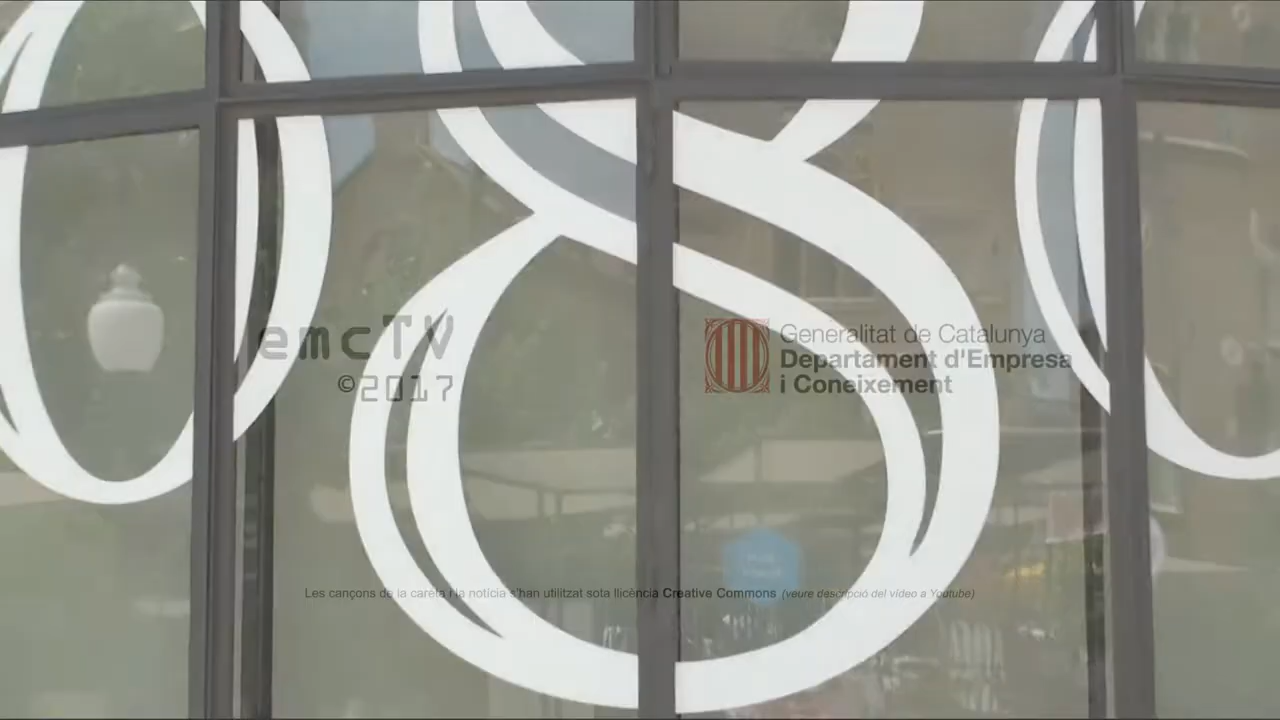 080
emcTV
©2017
Generalitat de Catalunya
Departament d'Empresa
i Coneixement
Les cançons de la careta i la notícia s'han utilitzat sota llicència Creative Commons (veure descripció del vídeo a Youtube)